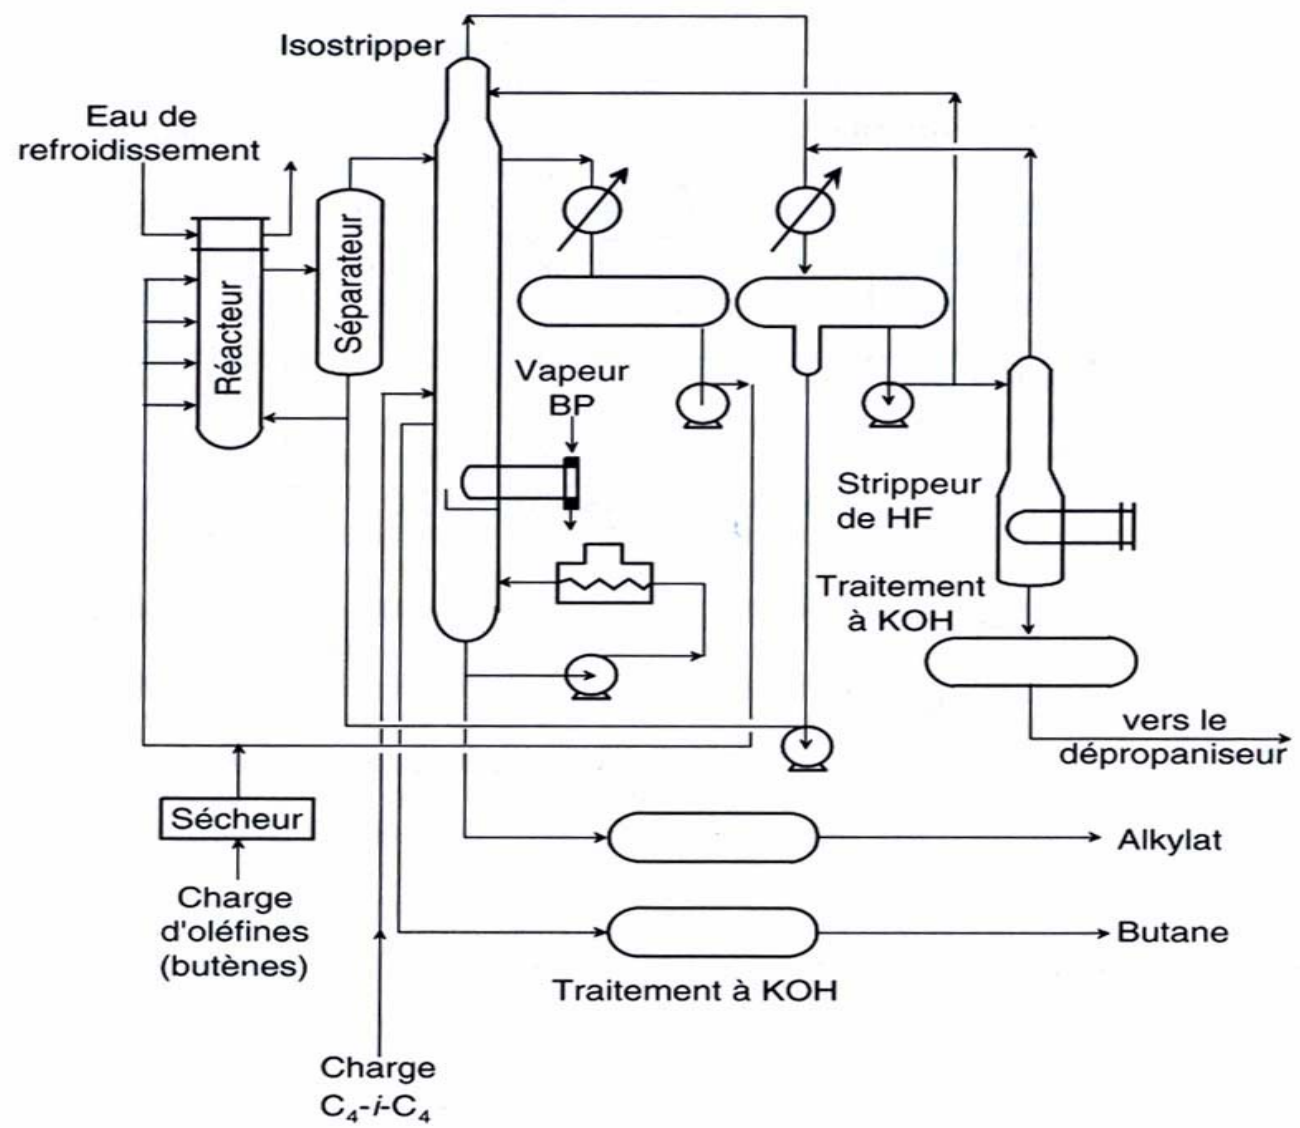 Isostripper
Eau de
refroidissement
Réacteur
Séparateur
Vapeur
BP
Strippeur
de HF
Traitement
à KOH
vers le
dépropaniseur
Sécheur
Alkylat
Charge
d'oléfines
(butènes)
Butane
Traitement à KOH
Charge
C₄-i-C₄